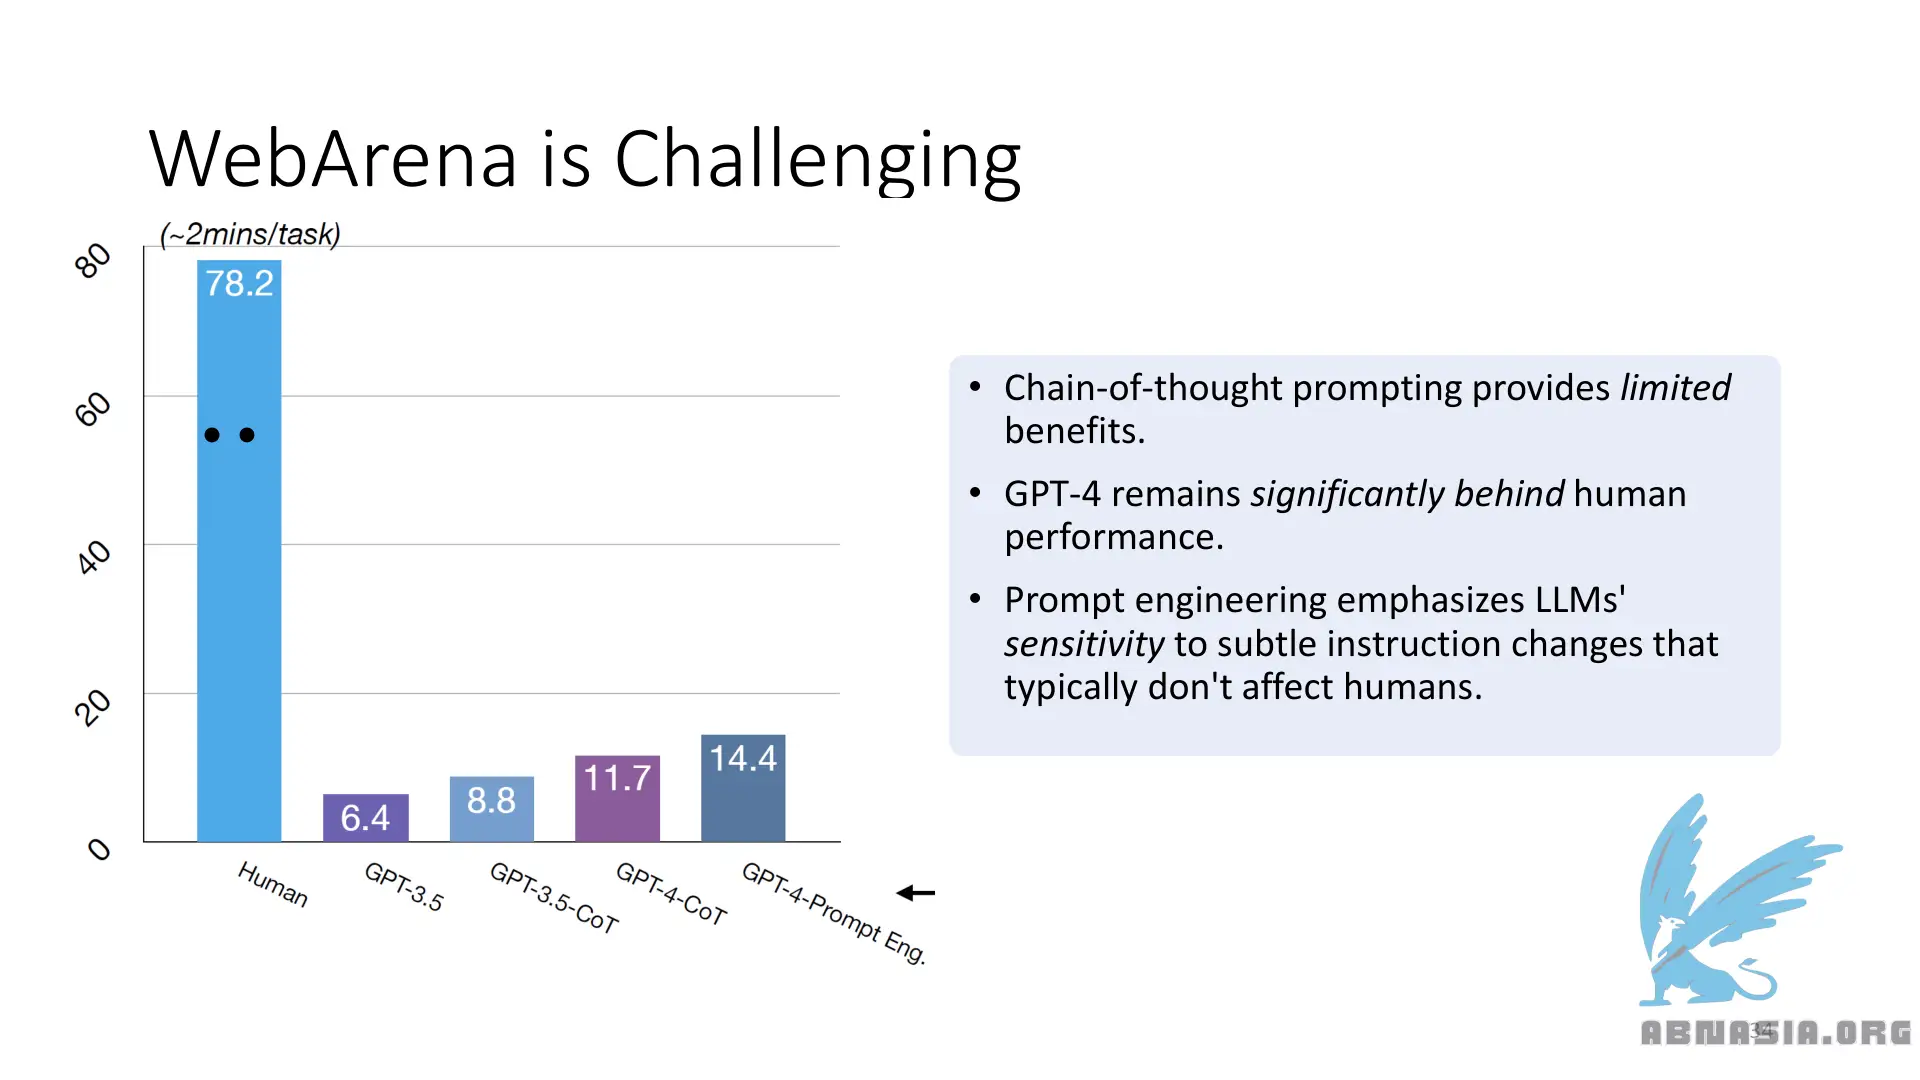 WebArena is Challenging
(~2mins/task)
80
60
40
20
0
78.2
6.4
8.8
11.7
14.4
Human
GPT-3.5
GPT-3.5-CoT
GPT-4-CoT
GPT-4-Prompt Eng.
• Chain-of-thought prompting provides limited
benefits.
• GPT-4 remains significantly behind human
performance.
• Prompt engineering emphasizes LLMs'
sensitivity to subtle instruction changes that
typically don't affect humans.
34
ABNASIA.ORG